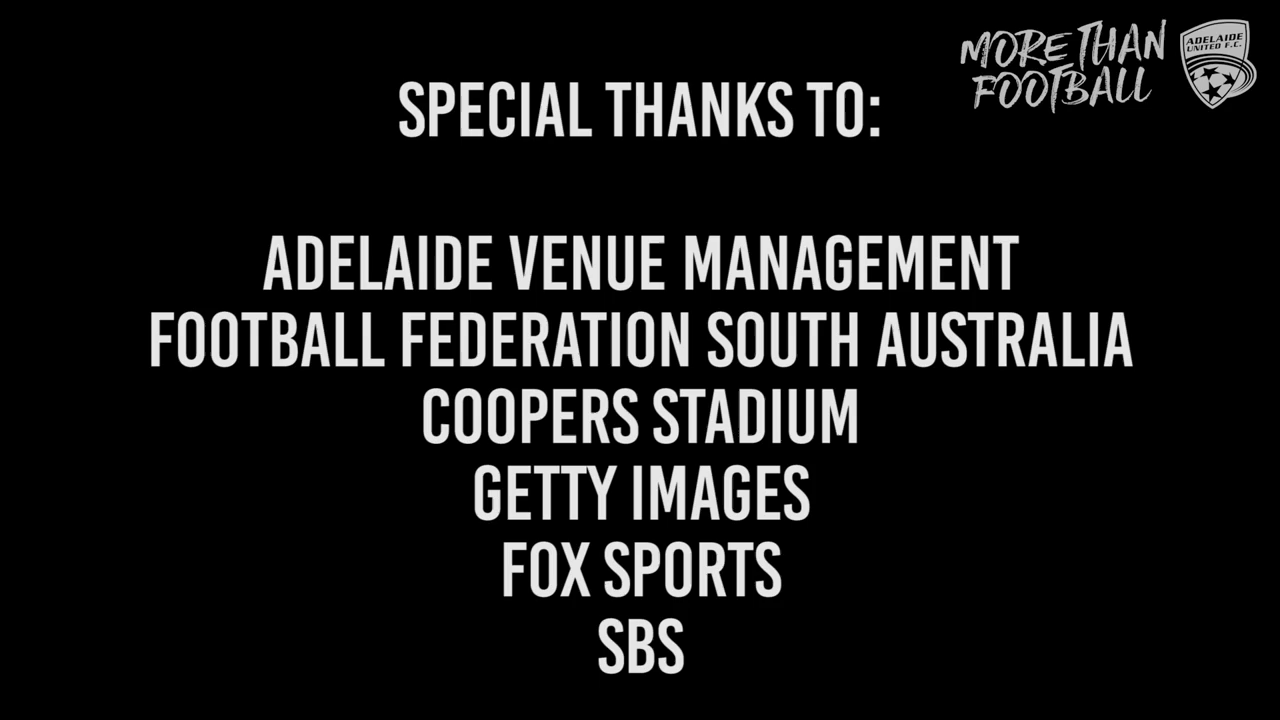 MORE THAN
FOOTBALL
ADELAIDE
UNITED F.C.
SPECIAL THANKS TO:
ADELAIDE VENUE MANAGEMENT
FOOTBALL FEDERATION SOUTH AUSTRALIA
COOPERS STADIUM
GETTY IMAGES
FOX SPORTS
SBS